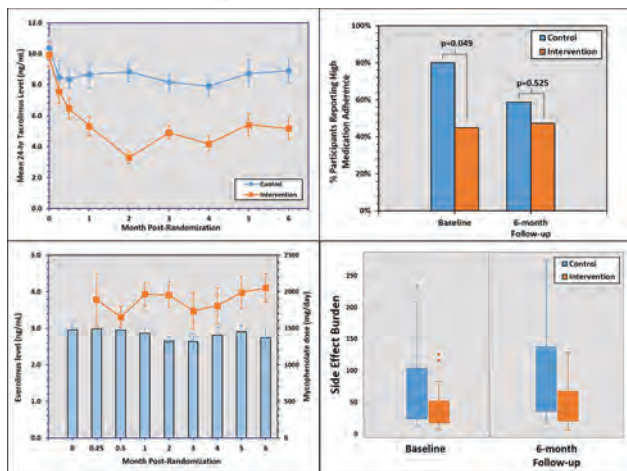 12.0
10.0
8.0
6.0
4.0
2.0
0.0
Mean 24-hr Tacrolimus Level (ng/mL)
Control
Intervention
0 1 2 3 4 5 6
Month Post-Randomization
100%
80%
60%
40%
20%
0%
% Participants Reporting High
Medication Adherence
Control
Intervention
p=0.049
p=0.525
Baseline
6-month
Follow-up
5.0
4.0
3.0
2.0
1.0
0.0
Everolimus level (ng/mL)
2500
2000
1500
1000
500
0
Mycophenolate dose (mg/day)
0 0.25 0.5 1 2 3 4 5 6
Month Post-Randomization
250
200
150
100
50
0
Side Effect Burden
Control
Intervention
Baseline
6-month
Follow-up